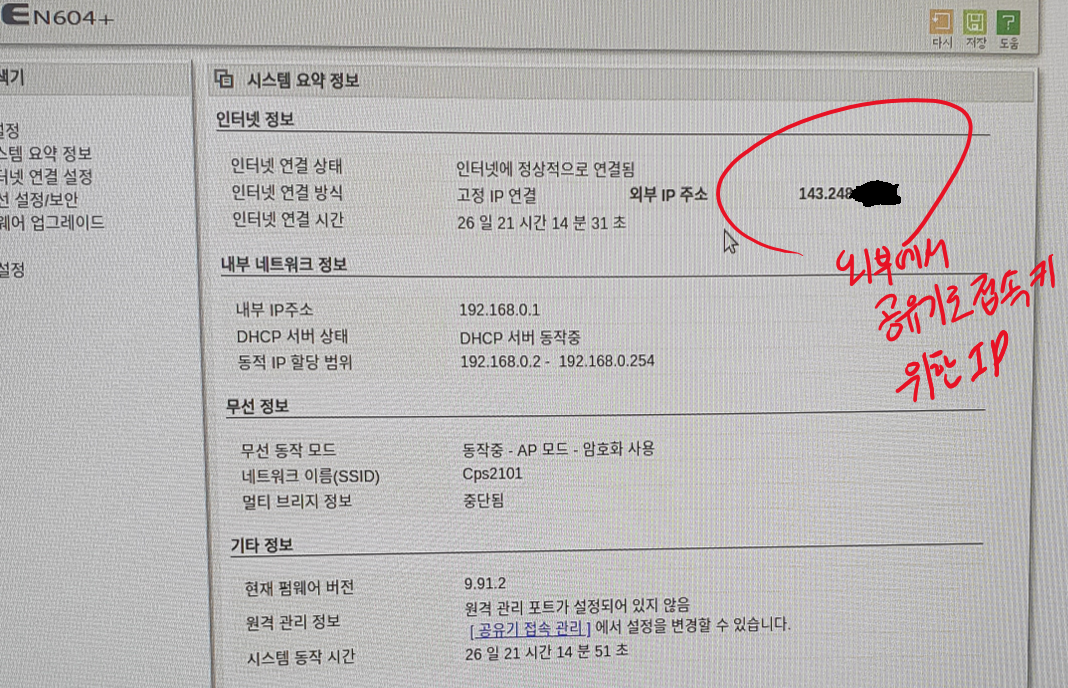 EN604+
다시 저장 도움
색기
설정
스템 요약 정보
터넷 연결 설정
선 설정/보안
웨어 업그레이드
설정
시스템 요약 정보
인터넷 정보
인터넷 연결 상태 인터넷에 정상적으로 연결됨
인터넷 연결 방식 고정 IP 연결 외부 IP 주소 143.248
인터넷 연결 시간 26 일 21 시간 14 분 31 초
외부에서
공유기로 접속키
위한 IP
내부 네트워크 정보
내부 IP주소 192.168.0.1
DHCP 서버 상태 DHCP 서버 동작중
동적 IP 할당 범위 192.168.0.2 - 192.168.0.254
무선 정보
무선 동작 모드 동작중 - AP 모드 - 암호화 사용
네트워크 이름(SSID) Cps2101
멀티 브리지 정보 중단됨
기타 정보
현재 펌웨어 버전 9.91.2
원격 관리 정보 원격 관리 포트가 설정되어 있지 않음
[ 공유기 접속 관리 ] 에서 설정을 변경할 수 있습니다.
시스템 동작 시간 26 일 21 시간 14 분 51 초